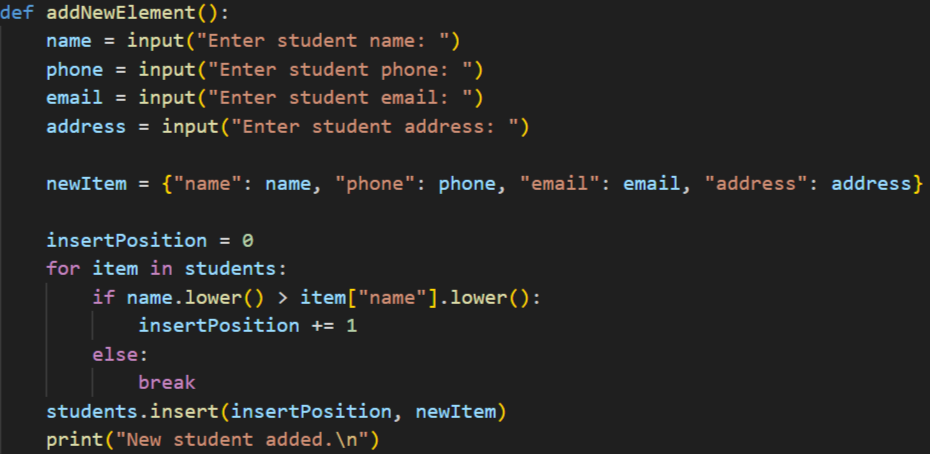 def addNewElement():
    name = input("Enter student name: ")
    phone = input("Enter student phone: ")
    email = input("Enter student email: ")
    address = input("Enter student address: ")

    newItem = {"name": name, "phone": phone, "email": email, "address": address}

    insertPosition = 0
    for item in students:
        if name.lower() > item["name"].lower():
            insertPosition += 1
        else:
            break
    students.insert(insertPosition, newItem)
    print("New student added.\n")